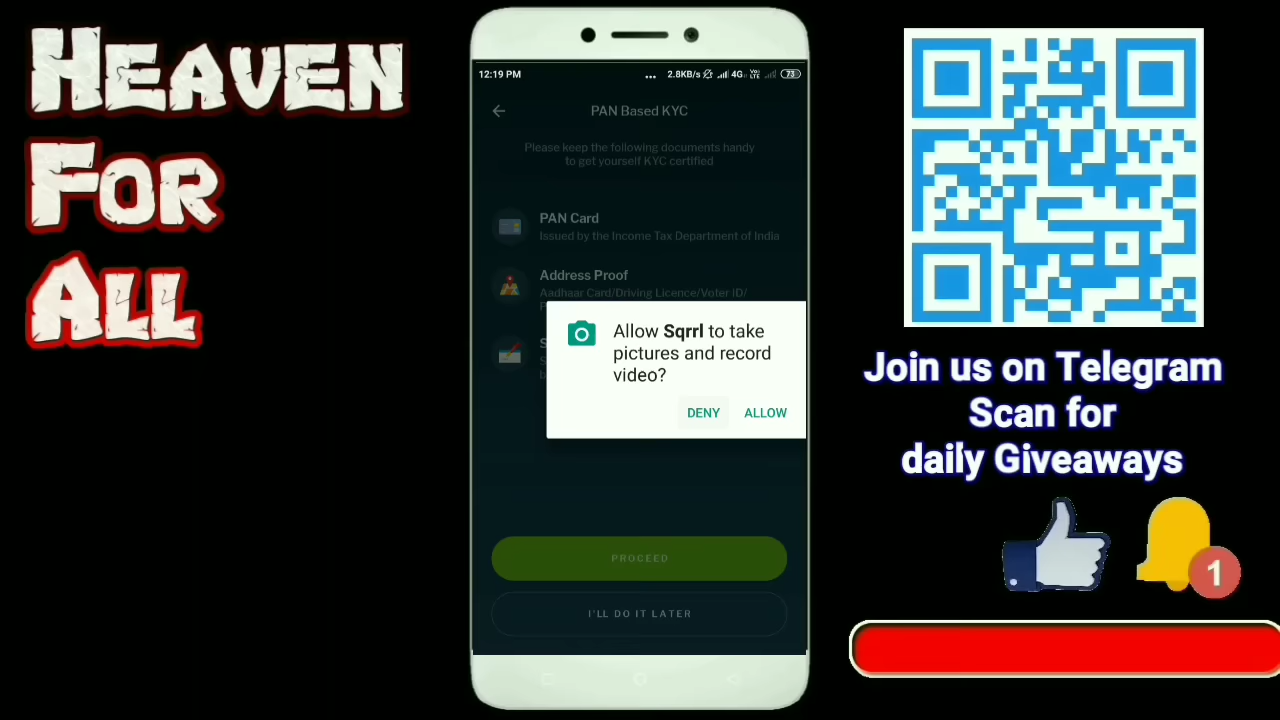 HEAVEN
FOR
ALL
12:19 PM
... 2.8KB/s 4G VoLTE 73
PAN Based KYC
Please keep the following documents handy
to get yourself KYC certified
PAN Card
Issued by the Income Tax Department of India
Address Proof
Aadhaar Card/Driving Licence/Voter ID/
P
S
S
b
Allow Sqrrl to take
pictures and record
video?
DENY ALLOW
PROCEED
I'LL DO IT LATER
Join us on Telegram
Scan for
daily Giveaways
1